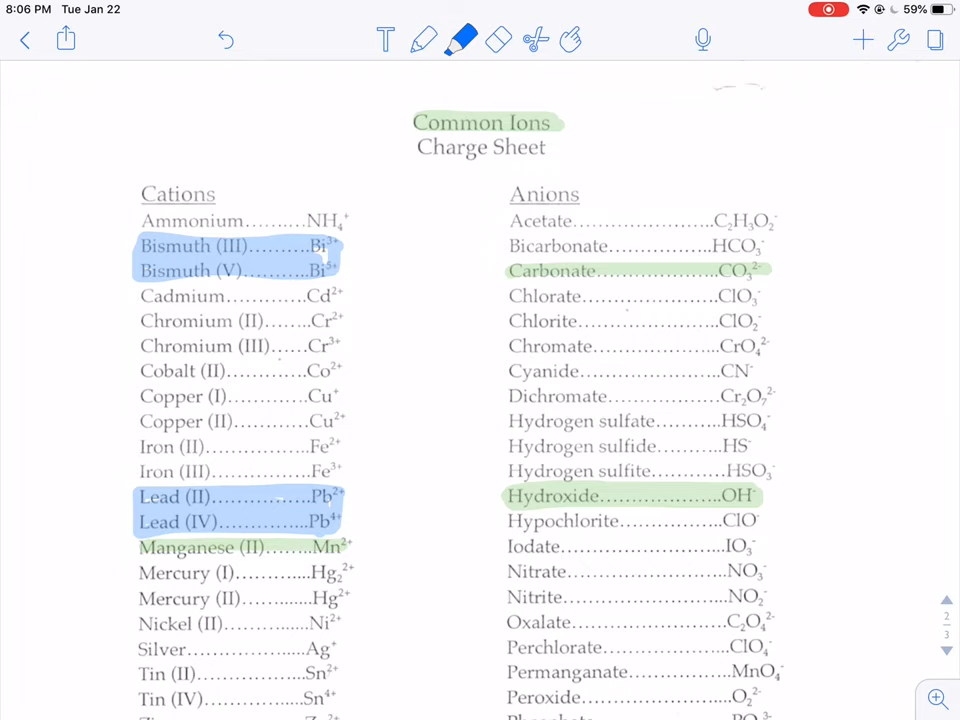 8:06 PM Tue Jan 22
59%
Common Ions
Charge Sheet
Cations
Ammonium.........NH₄⁺
Bismuth (III)..........Bi³⁺
Bismuth (V)...........Bi⁵⁺
Cadmium.............Cd²⁺
Chromium (II).......Cr²⁺
Chromium (III)......Cr³⁺
Cobalt (II).............Co²⁺
Copper (I).............Cu⁺
Copper (II)............Cu²⁺
Iron (II)................Fe²⁺
Iron (III)...............Fe³⁺
Lead (II)...............Pb²⁺
Lead (IV)..............Pb⁴⁺
Manganese (II)........Mn²⁺
Mercury (I)............Hg₂²⁺
Mercury (II)............Hg²⁺
Nickel (II)..............Ni²⁺
Silver....................Ag⁺
Tin (II)..................Sn²⁺
Tin (IV).................Sn⁴⁺
Anions
Acetate.......................C₂H₃O₂⁻
Bicarbonate.................HCO₃⁻
Carbonate....................CO₃²⁻
Chlorate......................ClO₃⁻
Chlorite.......................ClO₂⁻
Chromate.....................CrO₄²⁻
Cyanide.......................CN⁻
Dichromate..................Cr₂O₇²⁻
Hydrogen sulfate...........HSO₄⁻
Hydrogen sulfide...........HS⁻
Hydrogen sulfite............HSO₃⁻
Hydroxide....................OH⁻
Hypochlorite.................ClO⁻
Iodate.........................IO₃⁻
Nitrate.........................NO₃⁻
Nitrite..........................NO₂⁻
Oxalate........................C₂O₄²⁻
Perchlorate...................ClO₄⁻
Permanganate...............MnO₄⁻
Peroxide......................O₂²⁻
2
3